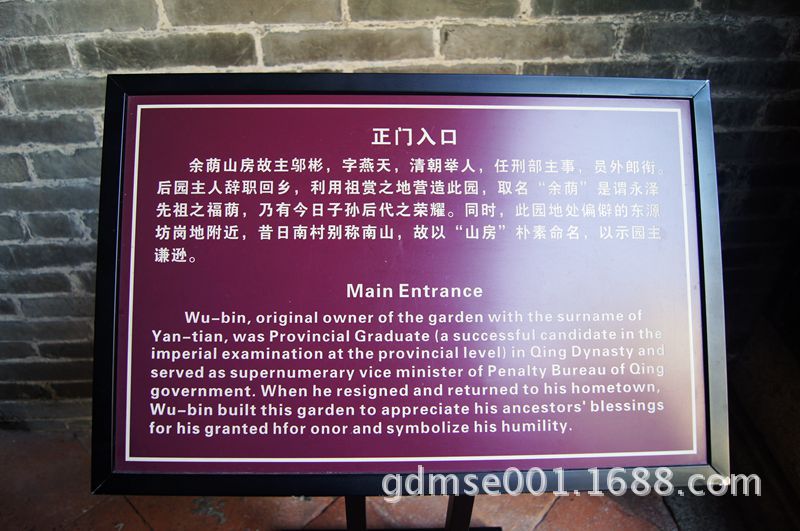 正门入口
余荫山房故主邬彬，字燕天，清朝举人，任刑部主事，员外郎衔。
后园主人辞职回乡，利用祖赏之地营造此园，取名“余荫”是谓永泽
先祖之福荫，乃有今日子孙后代之荣耀。同时，此园地处偏僻的东源
坊岗地附近，昔日南村别称南山，故以“山房”朴素命名，以示园主
谦逊。
Main Entrance
Wu-bin, original owner of the garden with the surname of
Yan-tian, was Provincial Graduate (a successful candidate in the
imperial examination at the provincial level) in Qing Dynasty and
served as supernumerary vice minister of Penalty Bureau of Qing
government. When he resigned and returned to his hometown,
Wu-bin built this garden to appreciate his ancestors' blessings
for his granted hfor onor and symbolize his humility.
gdmse001.1688.com